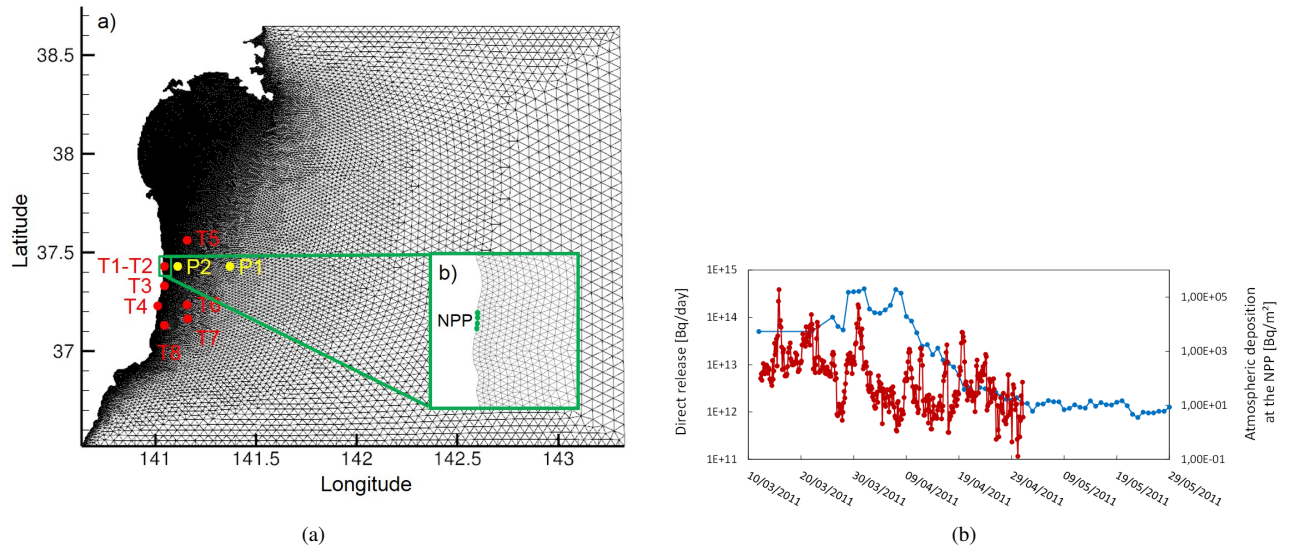 a)
38.5
38
37.5
37
Latitude
T5
T1-T2
P2
P1
T3
T4
T6
T7
T8
b)
NPP
141
141.5
142
142.5
143
Longitude
(a)
1E+15
1E+14
1E+13
1E+12
1E+11
Direct release [Bq/day]
1,00E+05
1,00E+03
1,00E+01
1,00E-01
Atmospheric deposition
at the NPP [Bq/m²]
10/03/2011
20/03/2011
30/03/2011
09/04/2011
19/04/2011
29/04/2011
09/05/2011
19/05/2011
29/05/2011
(b)